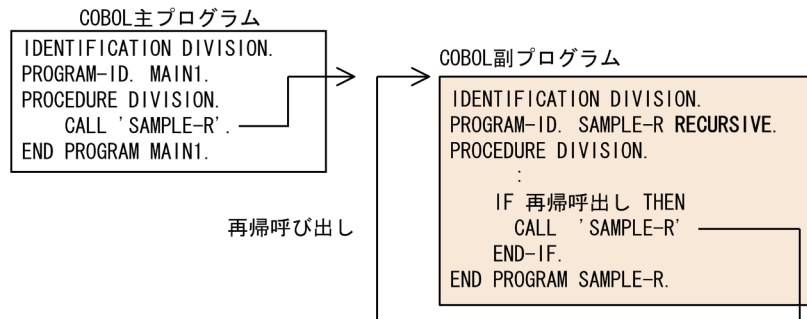 COBOL主プログラム
IDENTIFICATION DIVISION.
PROGRAM-ID. MAIN1.
PROCEDURE DIVISION.
CALL 'SAMPLE-R'.
END PROGRAM MAIN1.
再帰呼び出し
COBOL副プログラム
IDENTIFICATION DIVISION.
PROGRAM-ID. SAMPLE-R RECURSIVE.
PROCEDURE DIVISION.
:
IF 再帰呼出し THEN
CALL 'SAMPLE-R'
END-IF.
END PROGRAM SAMPLE-R.